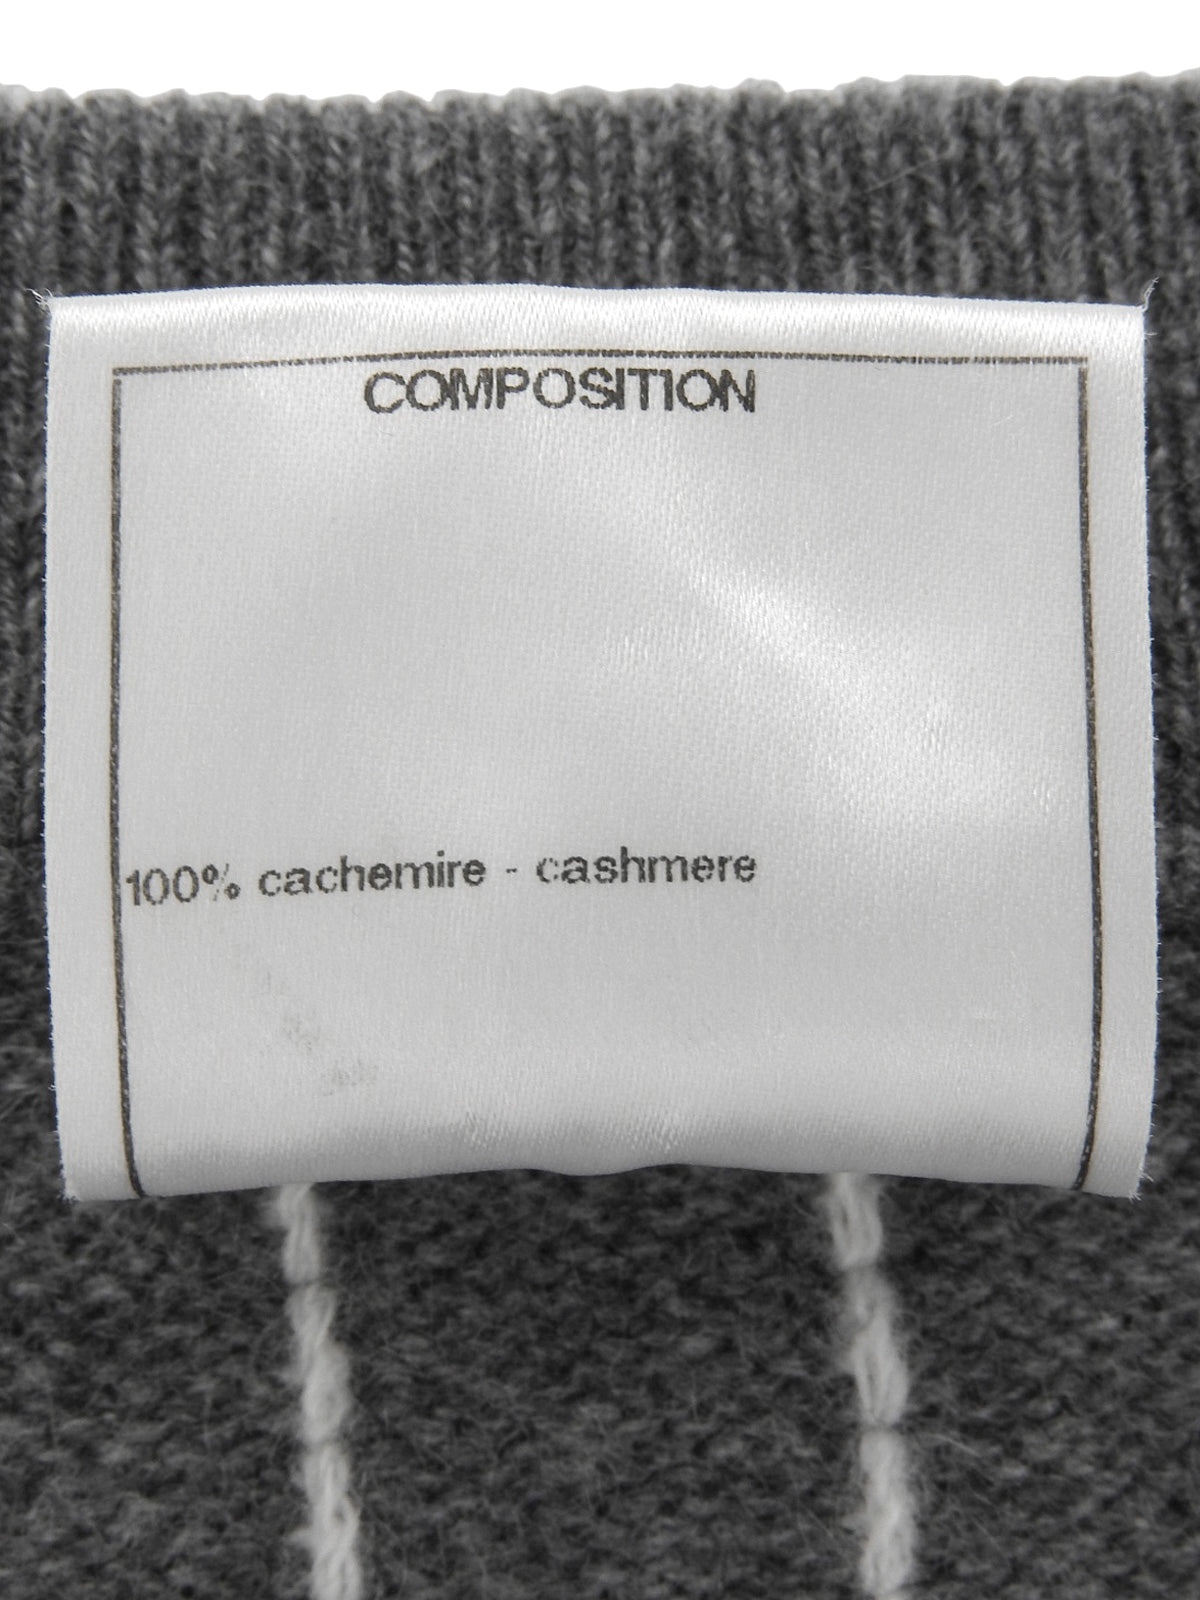 COMPOSITION
100% cachemire - cashmere